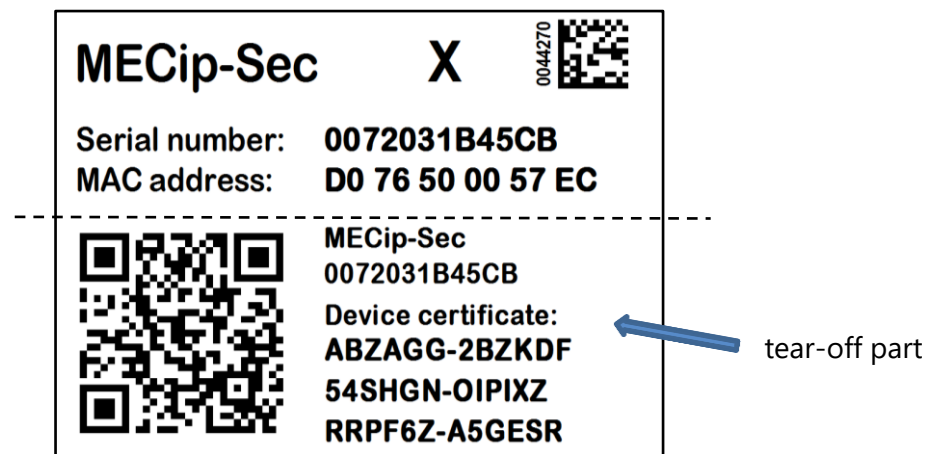 MECip-Sec X 0044270
Serial number: 0072031B45CB
MAC address: D0 76 50 00 57 EC
MECip-Sec
0072031B45CB
Device certificate:
ABZAGG-2BZKDF
54SHGN-OIPIXZ
RRPF6Z-A5GESR
tear-off part